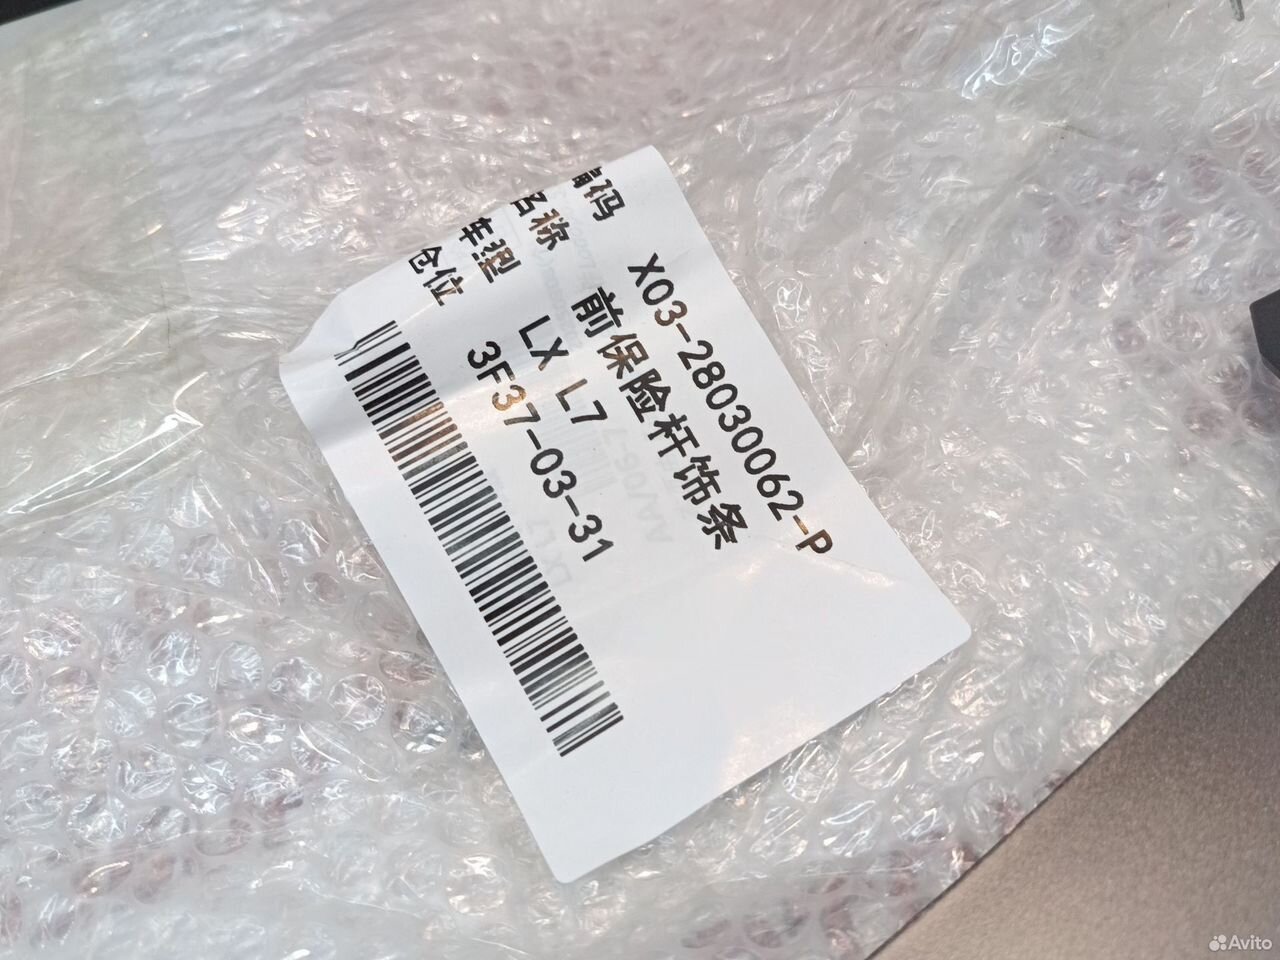 编码 X03-28030062-P
名称 前保险杆饰条
车型 LX L7
仓位 3F37-03-31
Avito